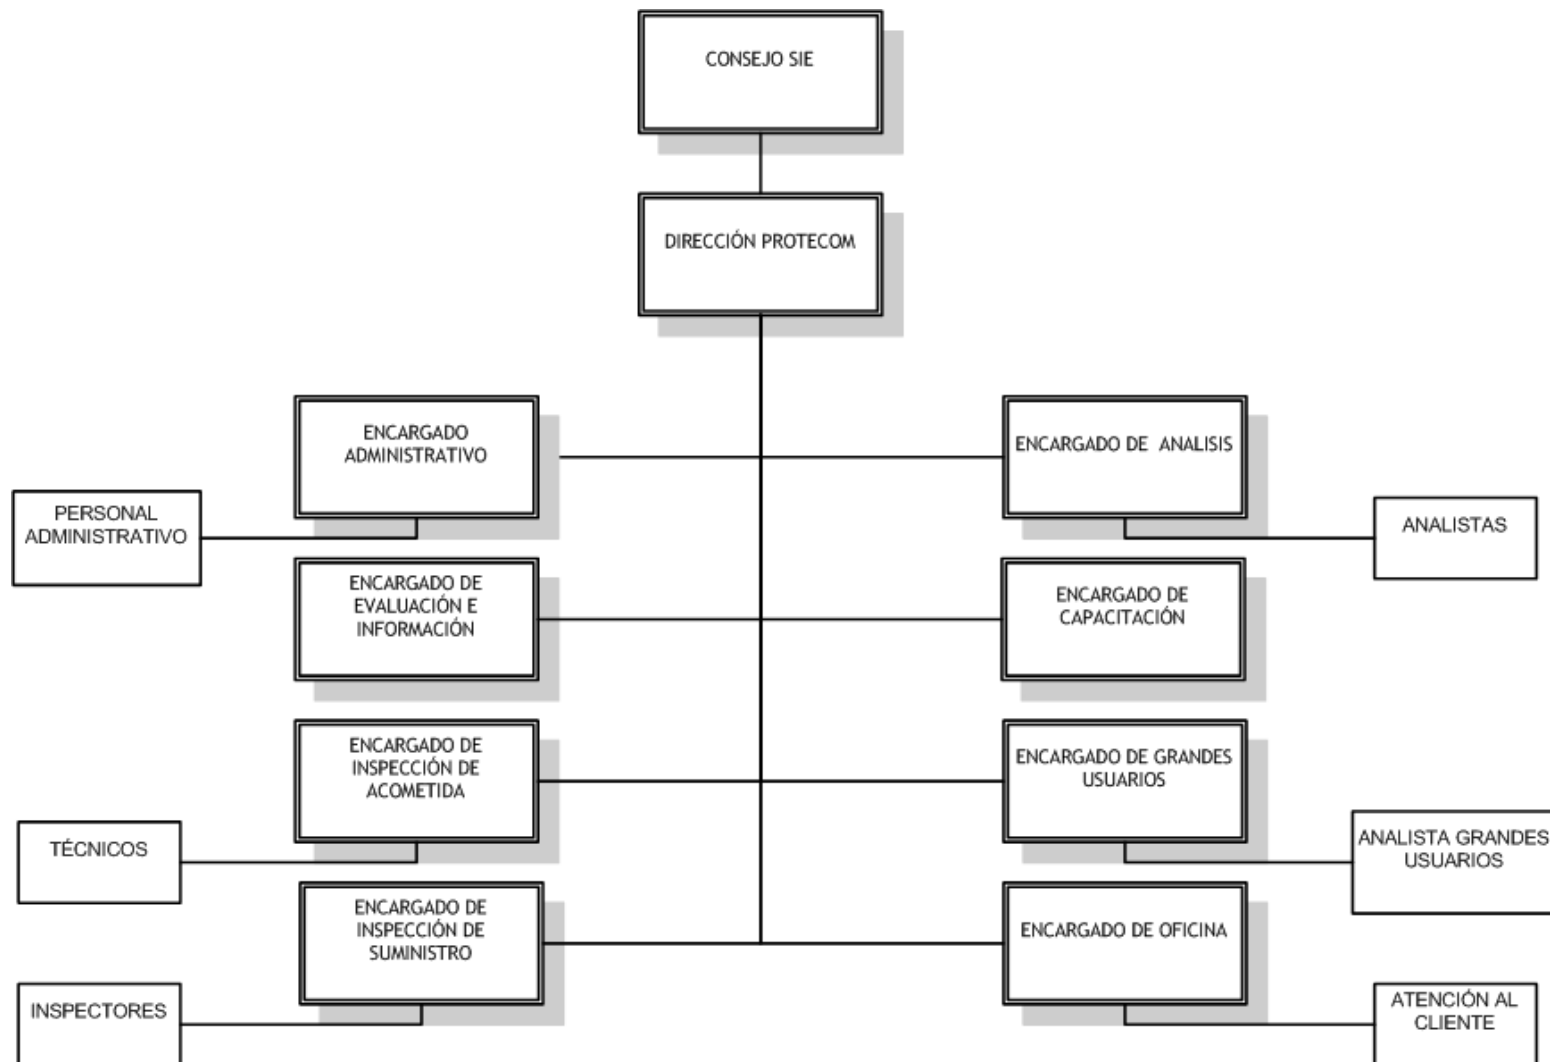 CONSEJO SIE
DIRECCIÓN PROTECOM
ENCARGADO
ADMINISTRATIVO
ENCARGADO DE ANALISIS
PERSONAL
ADMINISTRATIVO
ANALISTAS
ENCARGADO DE
EVALUACIÓN E
INFORMACIÓN
ENCARGADO DE
CAPACITACIÓN
ENCARGADO DE
INSPECCIÓN DE
ACOMETIDA
ENCARGADO DE GRANDES
USUARIOS
TÉCNICOS
ANALISTA GRANDES
USUARIOS
ENCARGADO DE
INSPECCIÓN DE
SUMINISTRO
ENCARGADO DE OFICINA
INSPECTORES
ATENCIÓN AL
CLIENTE